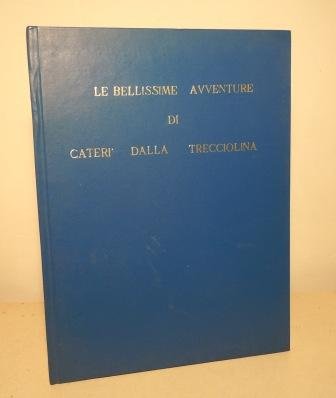 LE BELLISSIME AVVENTURE
DI
CATERI' DALLA TRECCIOLINA